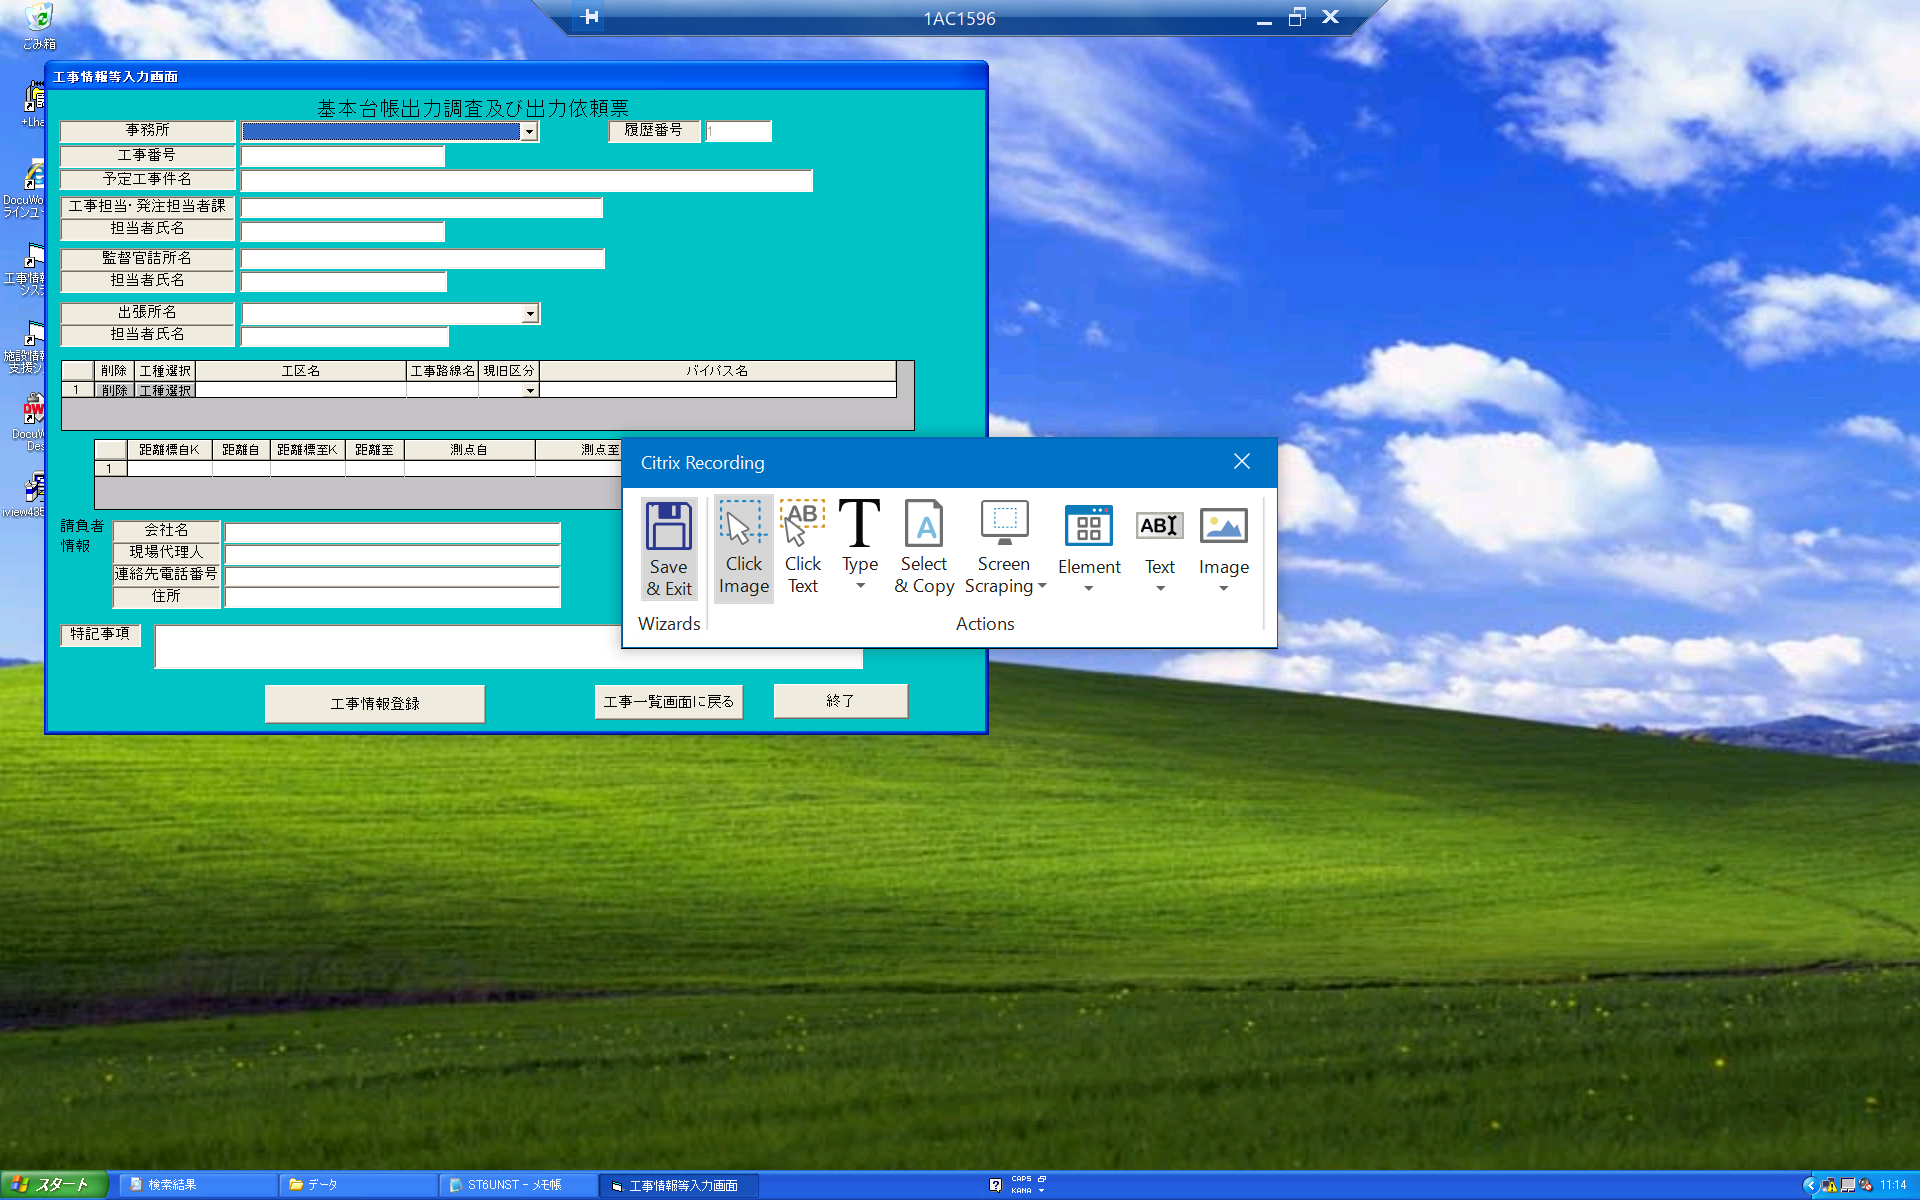 1AC1596
ごみ箱
+Lha
DocuWo
ラインユー
工事情報
シス
施設情報
支援シ
DocuW
Des
iview485
工事情報等入力画面
基本台帳出力調査及び出力依頼票
事務所
履歴番号 1
工事番号
予定工事件名
工事担当・発注担当者課
担当者氏名
監督官詰所名
担当者氏名
出張所名
担当者氏名
削除 工種選択 工区名 工事路線名 現旧区分 バイパス名
1 削除 工種選択
距離標自K 距離自 距離標至K 距離至 測点自 測点至
1
請負者
情報
会社名
現場代理人
連絡先電話番号
住所
特記事項
工事情報登録 工事一覧画面に戻る 終了
Citrix Recording
Save & Exit
Click Image
Click Text
Type
Select & Copy
Screen Scraping
Element
Text
Image
Wizards
Actions
スタート 検索結果 データ ST6UNST - メモ帳 工事情報等入力画面
CAPS
KANA
11:14